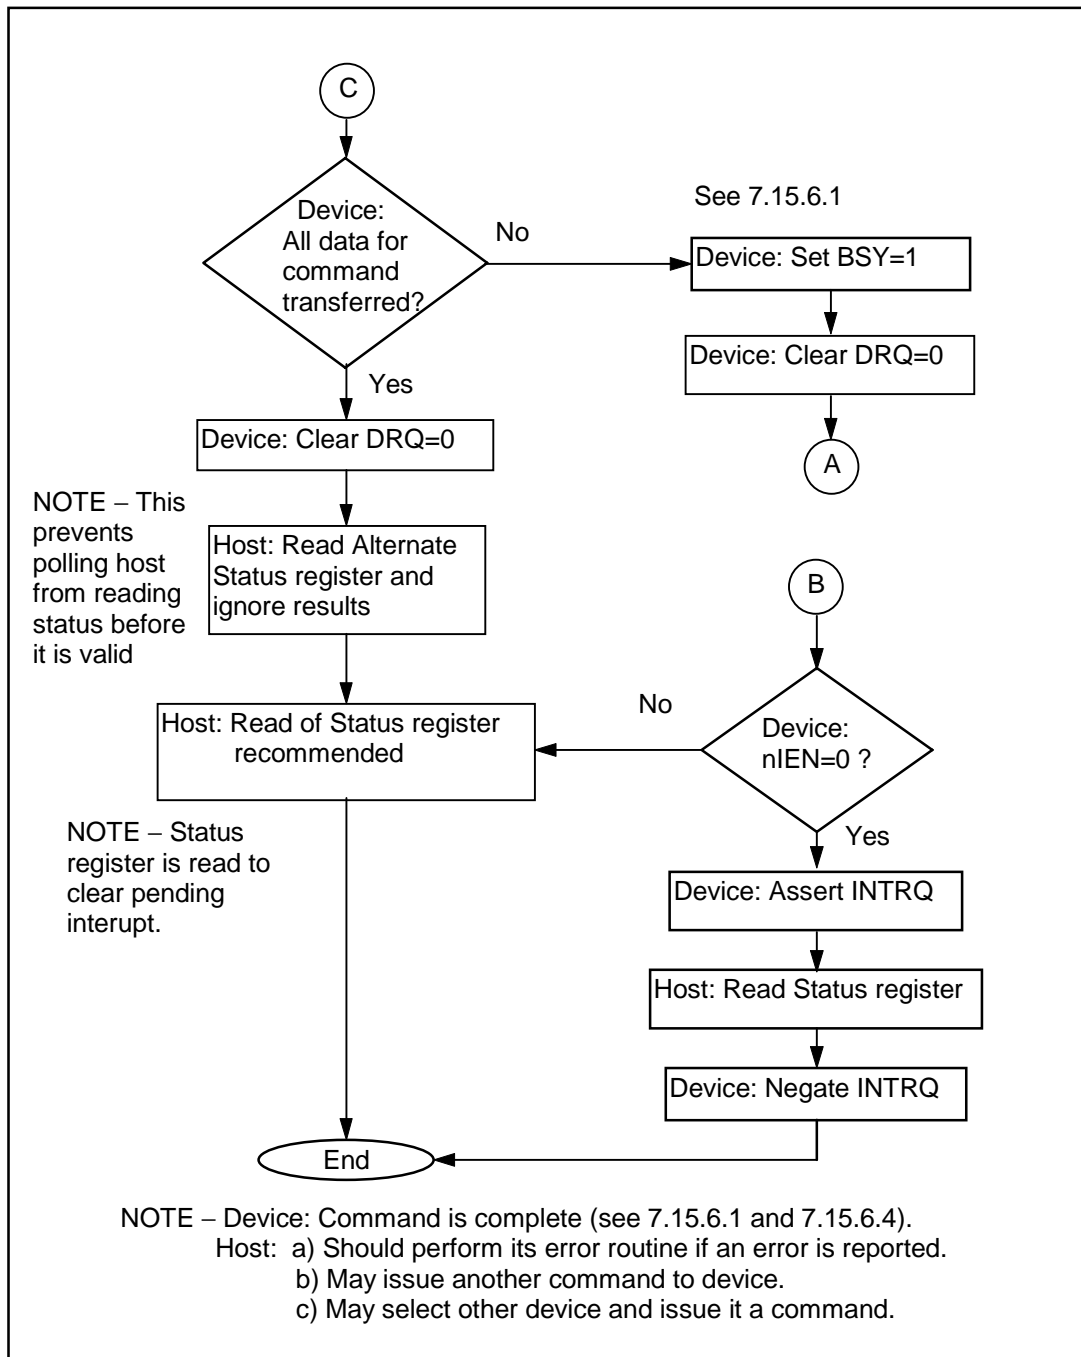 C
Device:
All data for
command
transferred?
No
See 7.15.6.1
Device: Set BSY=1
Device: Clear DRQ=0
A
Yes
Device: Clear DRQ=0
NOTE – This
prevents
polling host
from reading
status before
it is valid
Host: Read Alternate
Status register and
ignore results
B
Device:
nIEN=0 ?
No
Host: Read of Status register
recommended
NOTE – Status
register is read to
clear pending
interupt.
Yes
Device: Assert INTRQ
Host: Read Status register
Device: Negate INTRQ
End
NOTE – Device: Command is complete (see 7.15.6.1 and 7.15.6.4).
Host: a) Should perform its error routine if an error is reported.
b) May issue another command to device.
c) May select other device and issue it a command.